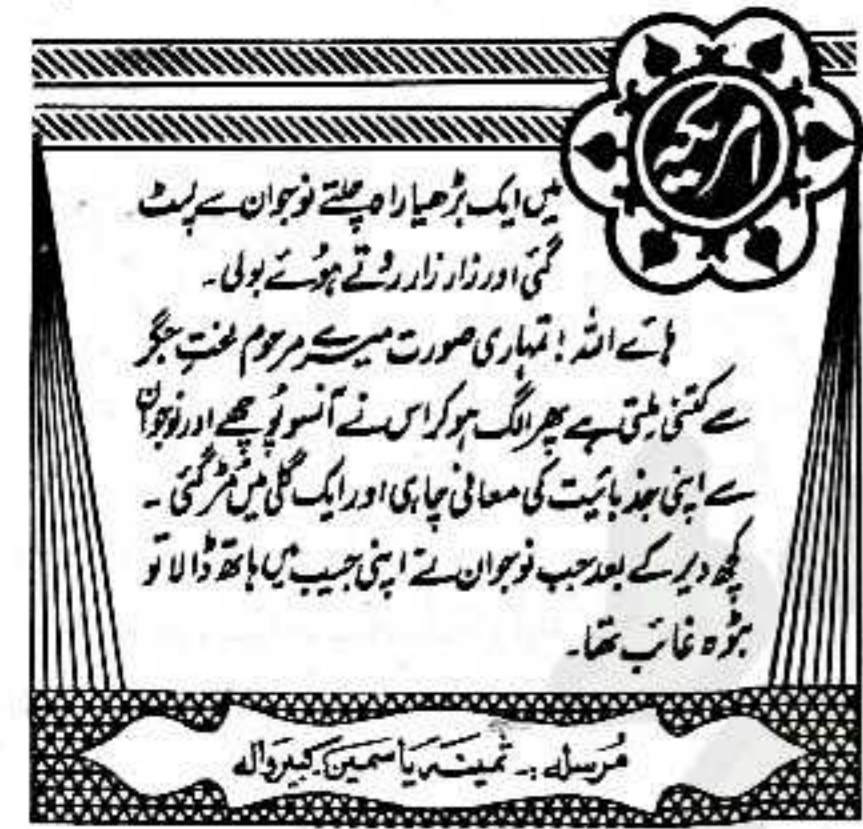 امریکہ
میں ایک بڑھیا راہ چلتے نوجوان سے لپٹ
گئی اور زار زار روتے ہوئے بولی۔
ہائے اللہ! تمہاری صورت میرے مرحوم لختِ جگر
سے کتنی ملتی ہے پھر الگ ہو کر اس نے آنسو پُونچھے اور نوجوان
سے اپنی جذباتیت کی معافی چاہی اور ایک گلی میں مُڑ گئی۔
کچھ دیر کے بعد جب نوجوان نے اپنی جیب میں ہاتھ ڈالا تو
بٹوہ غائب تھا۔
مُرسلہ :۔ ثمینہ یاسمین کبیروالہ